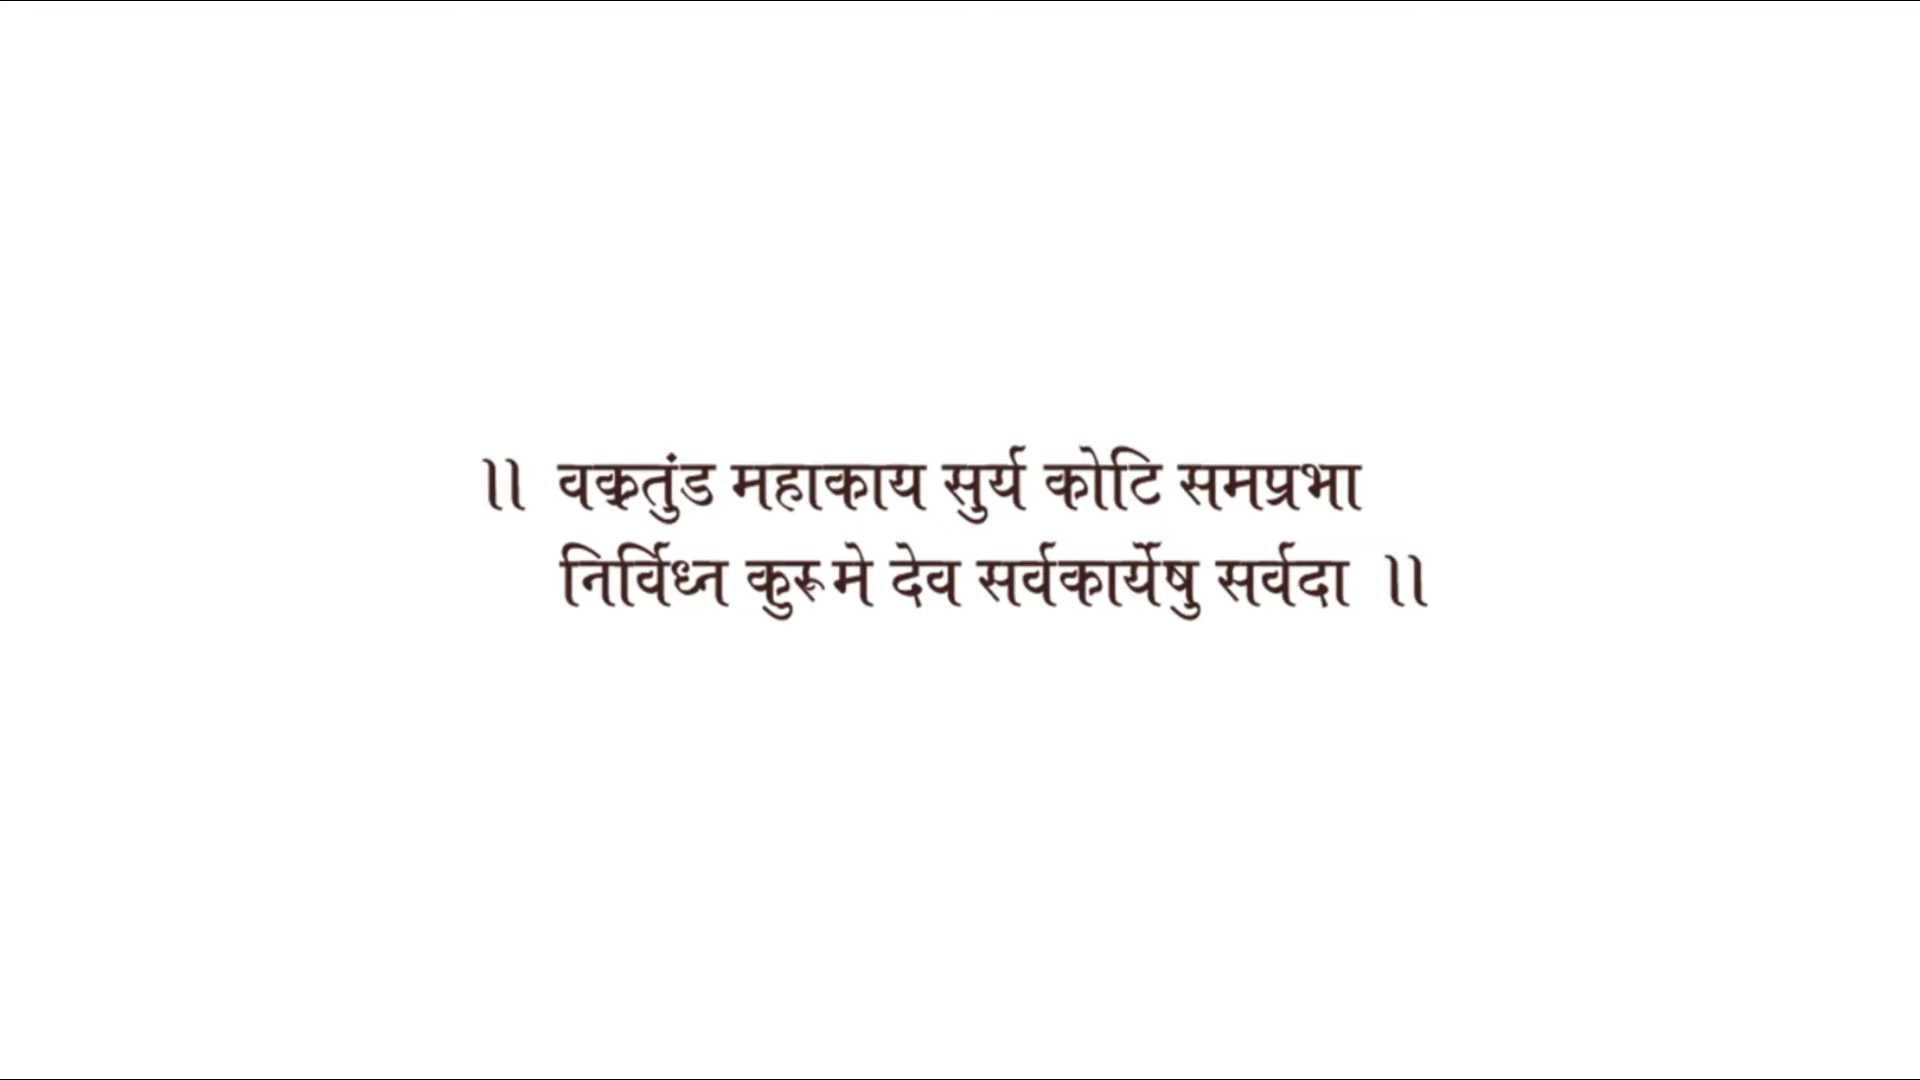 ।। वक्रतुंड महाकाय सुर्य कोटि समप्रभा
निर्विध्न कुरू मे देव सर्वकार्येषु सर्वदा ।।